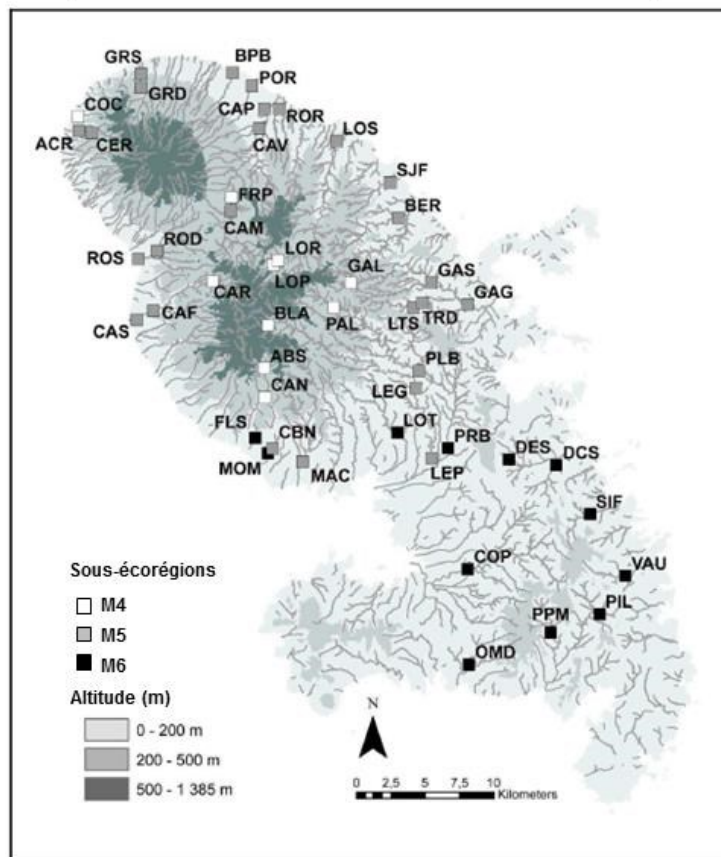 GRS
BPB
POR
GRD
COC
CAP
ROR
ACR
CER
CAV
LOS
SJF
FRP
BER
CAM
ROD
LOR
ROS
GAL
GAS
CAR
LOP
GAG
CAF
BLA
PAL
LTS
TRD
CAS
ABS
PLB
CAN
LEG
FLS
CBN
LOT
PRB
DES
DCS
MOM
MAC
LEP
SIF
COP
VAU
PPM
PIL
OMD
Sous-écorégions
M4
M5
M6
Altitude (m)
0 - 200 m
200 - 500 m
500 - 1 385 m
N
0 2,5 5 7,5 10
Kilometers